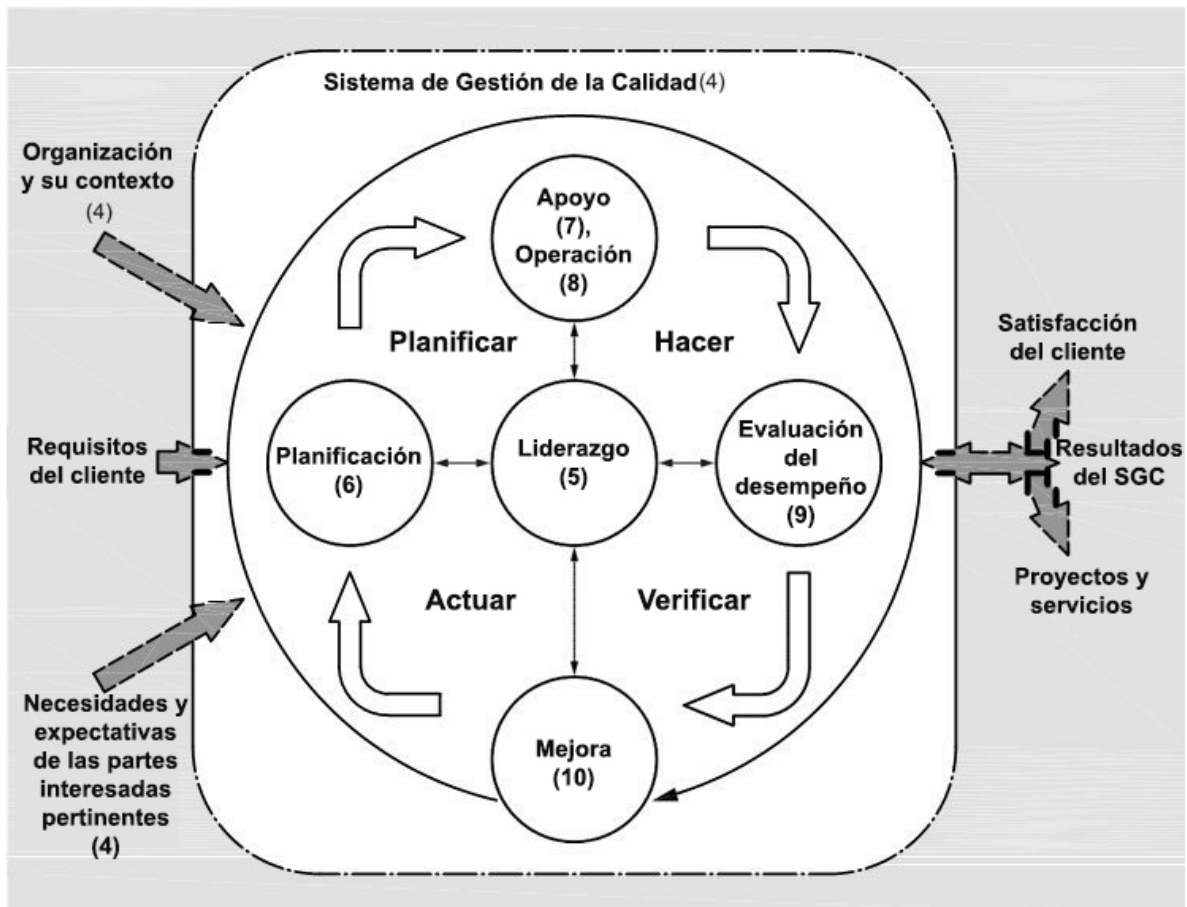 Sistema de Gestión de la Calidad (4)
Organización
y su contexto
(4)
Apoyo
(7),
Operación
(8)
Planificar
Hacer
Satisfacción
del cliente
Requisitos
del cliente
Planificación
(6)
Liderazgo
(5)
Evaluación
del
desempeño
(9)
Resultados
del SGC
Actuar
Verificar
Proyectos y
servicios
Necesidades y
expectativas
de las partes
interesadas
pertinentes
(4)
Mejora
(10)